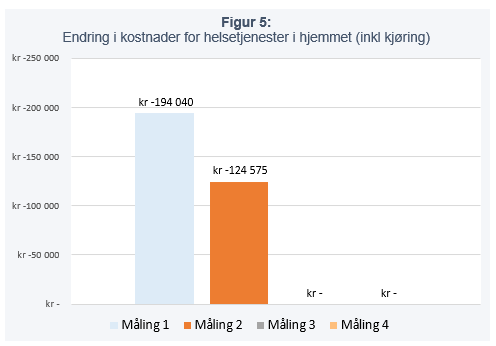 Figur 5:
Endring i kostnader for helsetjenester i hjemmet (inkl kjøring)
kr -250 000
kr -200 000
kr -150 000
kr -100 000
kr -50 000
kr -
kr -194 040
kr -124 575
kr -
kr -
Måling 1 Måling 2 Måling 3 Måling 4